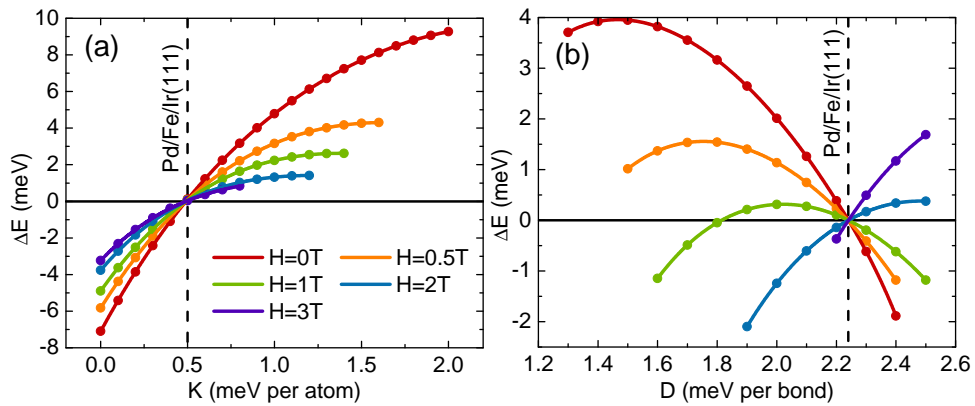 (a)
Pd/Fe/Ir(111)
ΔE (meV)
10
8
6
4
2
0
-2
-4
-6
-8
H=0T
H=0.5T
H=1T
H=2T
H=3T
0.0 0.5 1.0 1.5 2.0
K (meV per atom)
(b)
Pd/Fe/Ir(111)
ΔE (meV)
4
3
2
1
0
-1
-2
1.2 1.4 1.6 1.8 2.0 2.2 2.4 2.6
D (meV per bond)